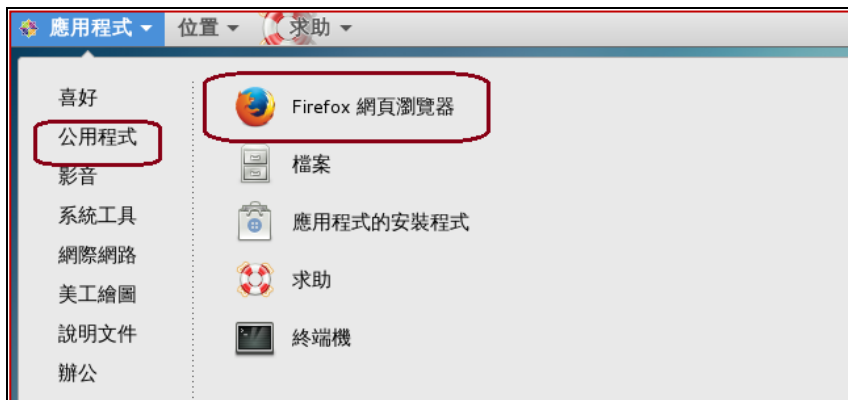 應用程式 位置 求助
喜好
公用程式
影音
系統工具
網際網路
美工繪圖
說明文件
辦公
Firefox 網頁瀏覽器
檔案
應用程式的安裝程式
求助
終端機